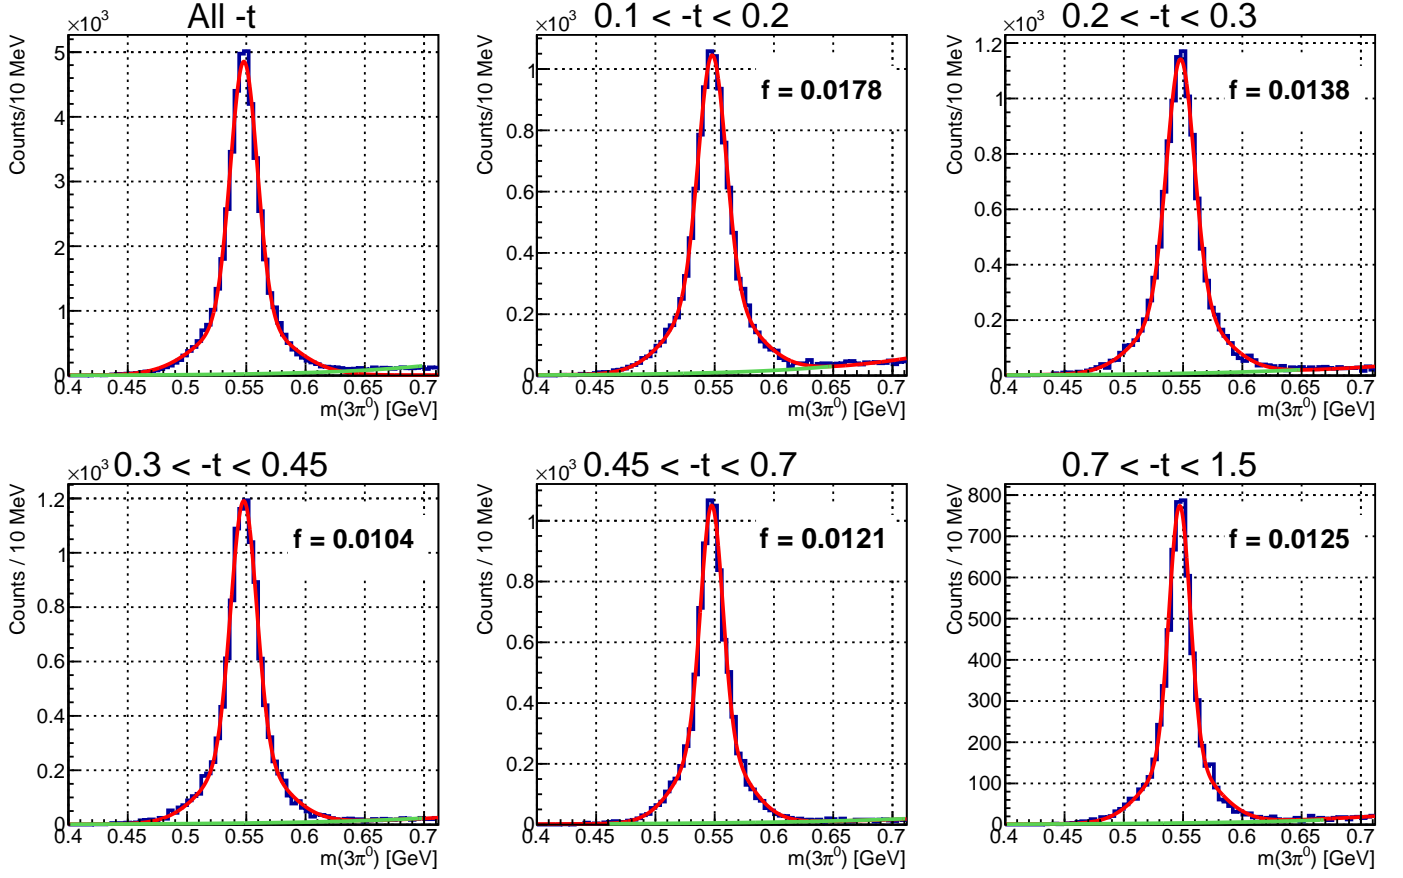 All -t
×10³
Counts/10 MeV
5
4
3
2
1
0
0.4 0.45 0.5 0.55 0.6 0.65 0.7
m(3π⁰) [GeV]
0.1 < -t < 0.2
×10³
Counts/10 MeV
f = 0.0178
1
0.8
0.6
0.4
0.2
0
0.4 0.45 0.5 0.55 0.6 0.65 0.7
m(3π⁰) [GeV]
0.2 < -t < 0.3
×10³
Counts/10 MeV
f = 0.0138
1.2
1
0.8
0.6
0.4
0.2
0
0.4 0.45 0.5 0.55 0.6 0.65 0.7
m(3π⁰) [GeV]
0.3 < -t < 0.45
×10³
Counts / 10 MeV
f = 0.0104
1.2
1
0.8
0.6
0.4
0.2
0
0.4 0.45 0.5 0.55 0.6 0.65 0.7
m(3π⁰) [GeV]
0.45 < -t < 0.7
×10³
Counts / 10 MeV
f = 0.0121
1
0.8
0.6
0.4
0.2
0
0.4 0.45 0.5 0.55 0.6 0.65 0.7
m(3π⁰) [GeV]
0.7 < -t < 1.5
Counts / 10 MeV
f = 0.0125
800
700
600
500
400
300
200
100
0
0.4 0.45 0.5 0.55 0.6 0.65 0.7
m(3π⁰) [GeV]